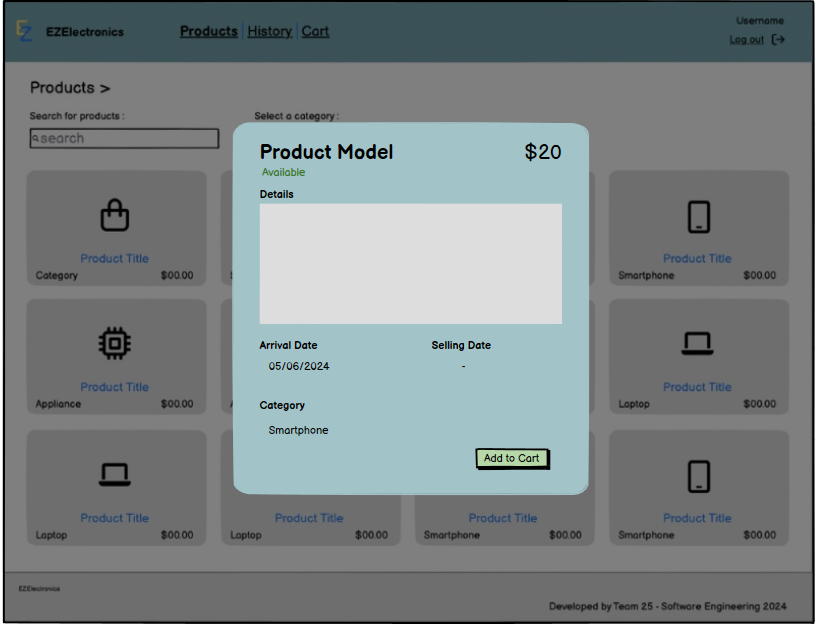 EZ EZElectronics Products History Cart Username
Log out
Products >
Search for products :
Select a category :
search
Product Model $20
Available
Details
Arrival Date Selling Date
05/06/2024 -
Category
Smartphone
Add to Cart
Product Title
Category $00.00
Product Title
Smartphone $00.00
Product Title
Appliance $00.00
Product Title
Laptop $00.00
Product Title
Laptop $00.00
Product Title
Laptop $00.00
Product Title
Smartphone $00.00
Product Title
Smartphone $00.00
EZElectronics
Developed by Team 25 - Software Engineering 2024